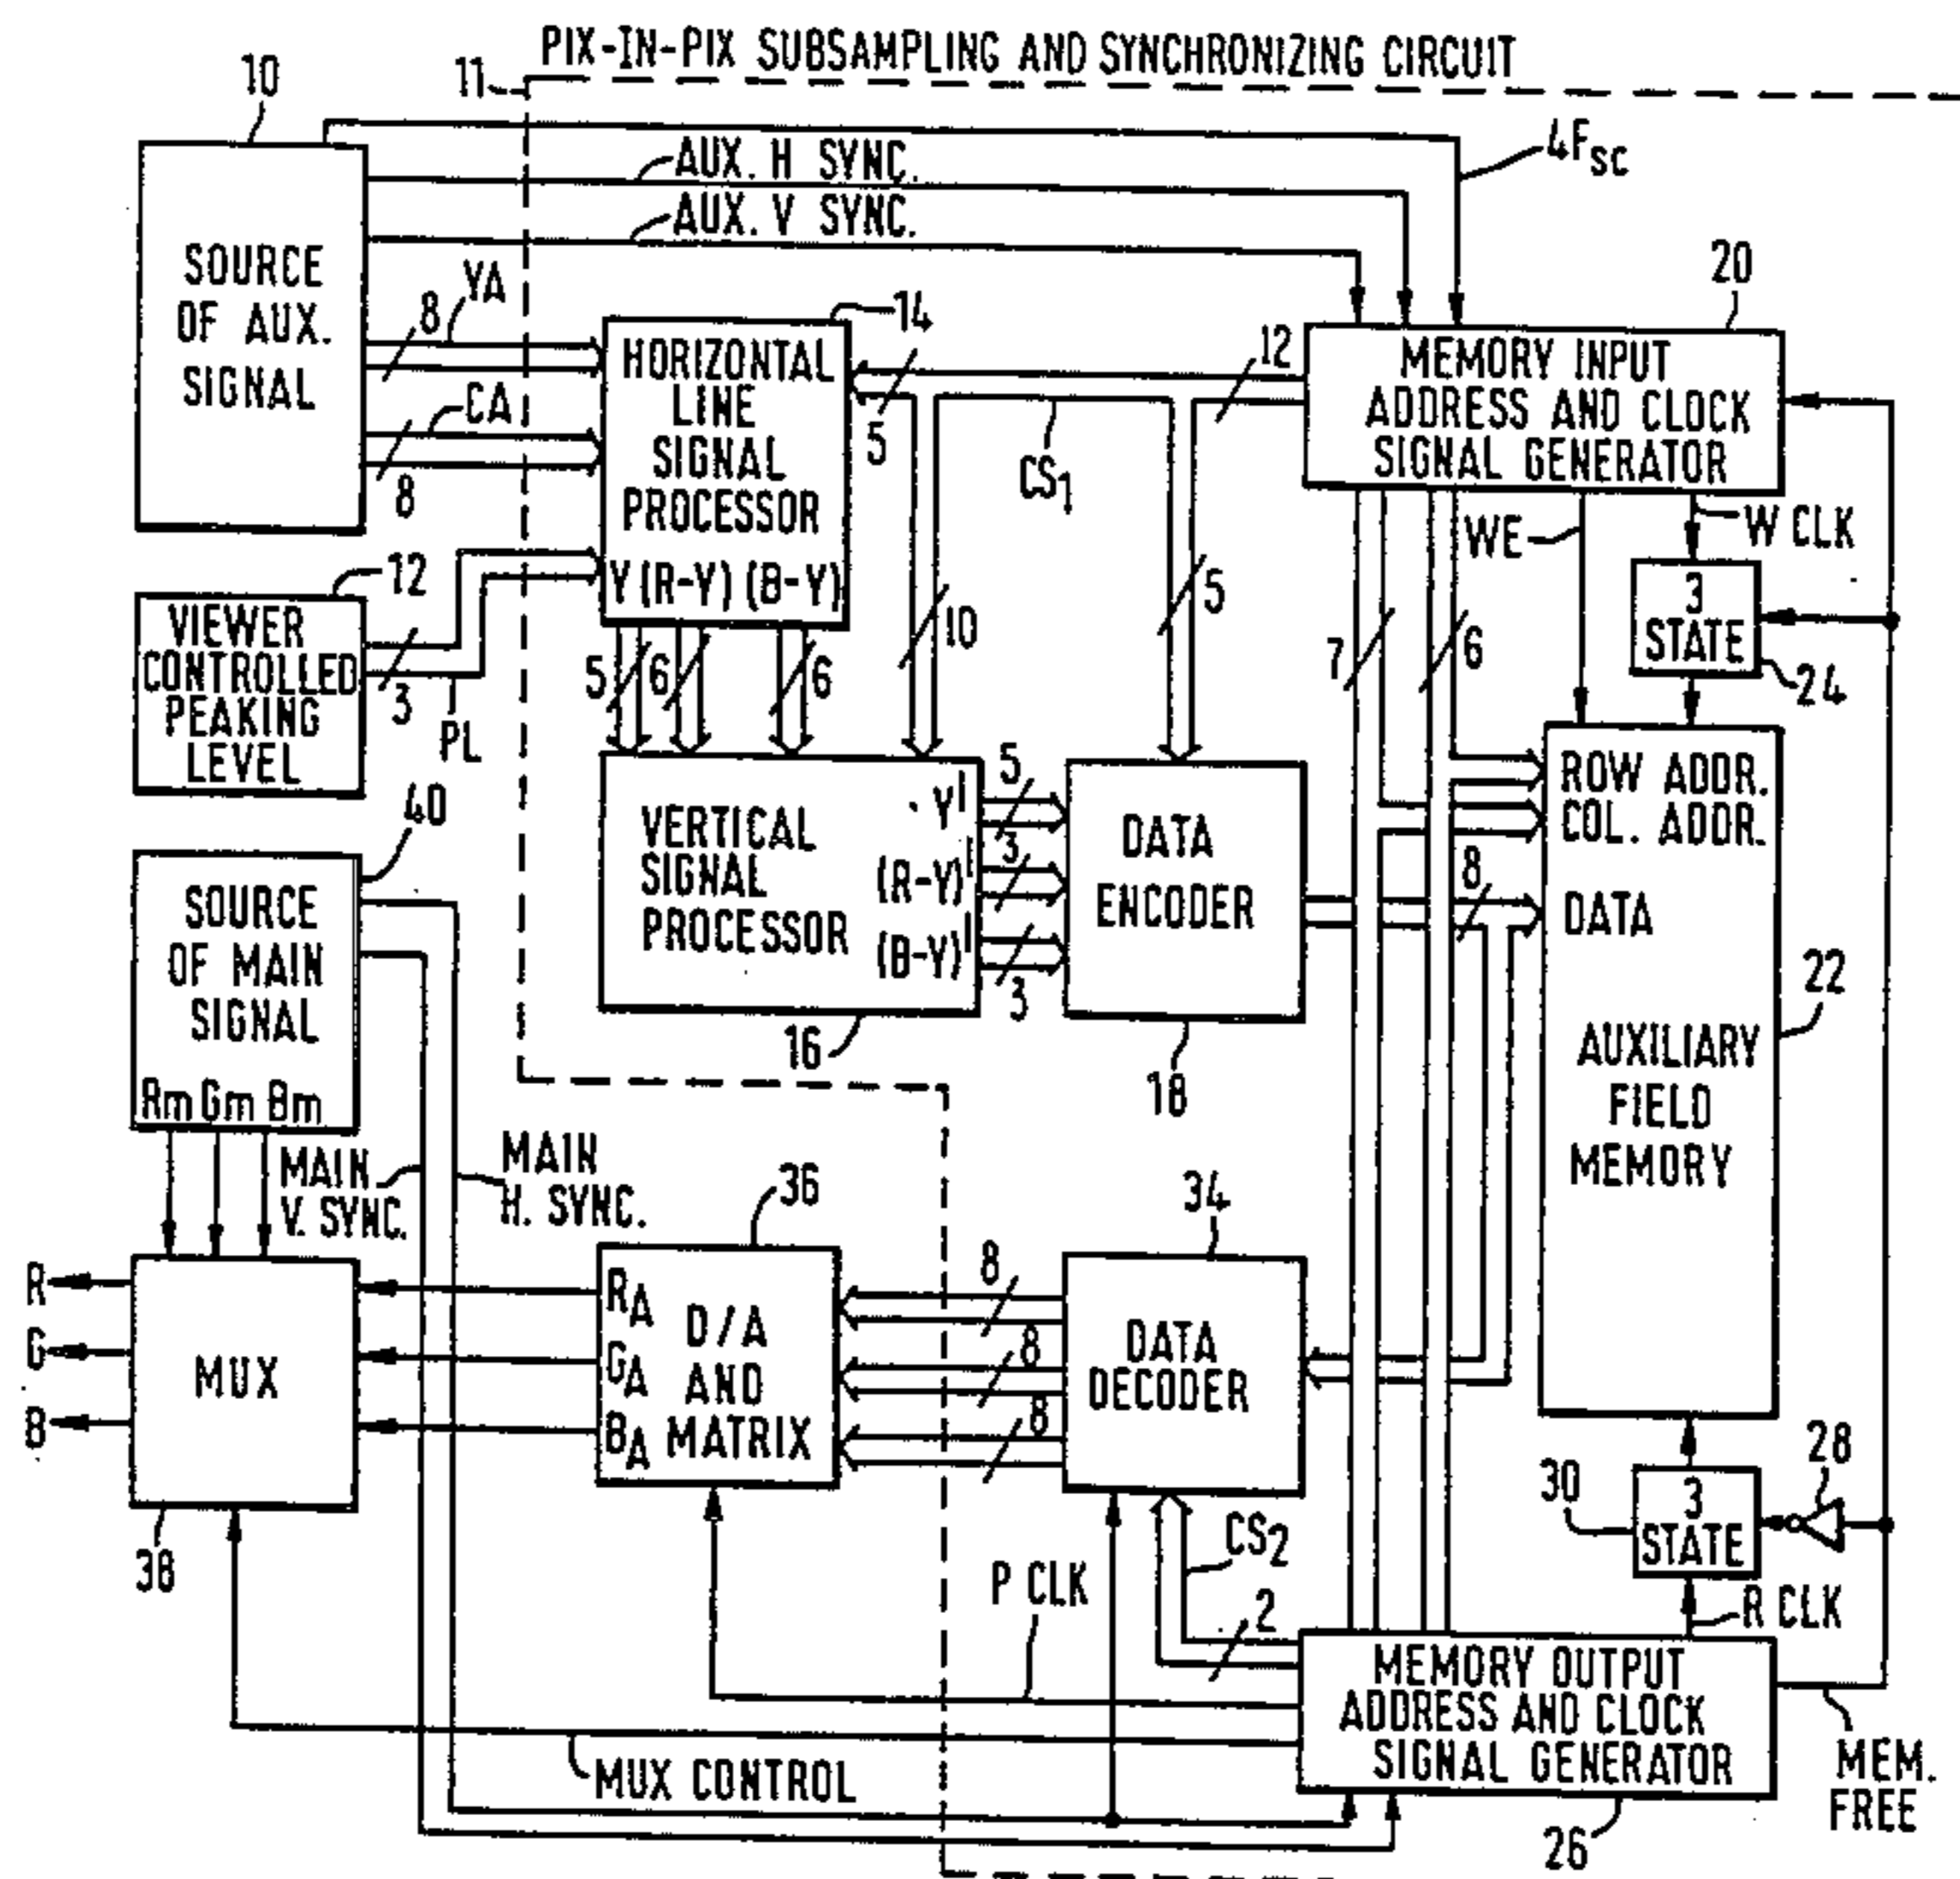 PIX-IN-PIX SUBSAMPLING AND SYNCHRONIZING CIRCUIT
10
11
AUX. H SYNC.
4FSC
AUX. V SYNC.
SOURCE
OF AUX.
SIGNAL
YA
8
CA
8
14
HORIZONTAL
LINE
SIGNAL
PROCESSOR
Y (R-Y) (B-Y)
5
12
CS1
20
MEMORY INPUT
ADDRESS AND CLOCK
SIGNAL GENERATOR
WE
W CLK
3
STATE
24
12
VIEWER
CONTROLLED
PEAKING
LEVEL
3
PL
5
6
6
10
5
7
6
VERTICAL
SIGNAL
PROCESSOR
Y'
(R-Y)'
(B-Y)'
16
5
3
3
DATA
ENCODER
18
8
ROW ADDR.
COL. ADDR.
DATA
AUXILIARY
FIELD
MEMORY
22
40
SOURCE
OF MAIN
SIGNAL
Rm Gm Bm
MAIN
V. SYNC.
MAIN
H. SYNC.
36
34
R
G
B
MUX
38
RA
GA
BA
D/A
AND
MATRIX
8
8
8
DATA
DECODER
28
30
3
STATE
R CLK
CS2
2
P CLK
MUX CONTROL
MEMORY OUTPUT
ADDRESS AND CLOCK
SIGNAL GENERATOR
26
MEM.
FREE